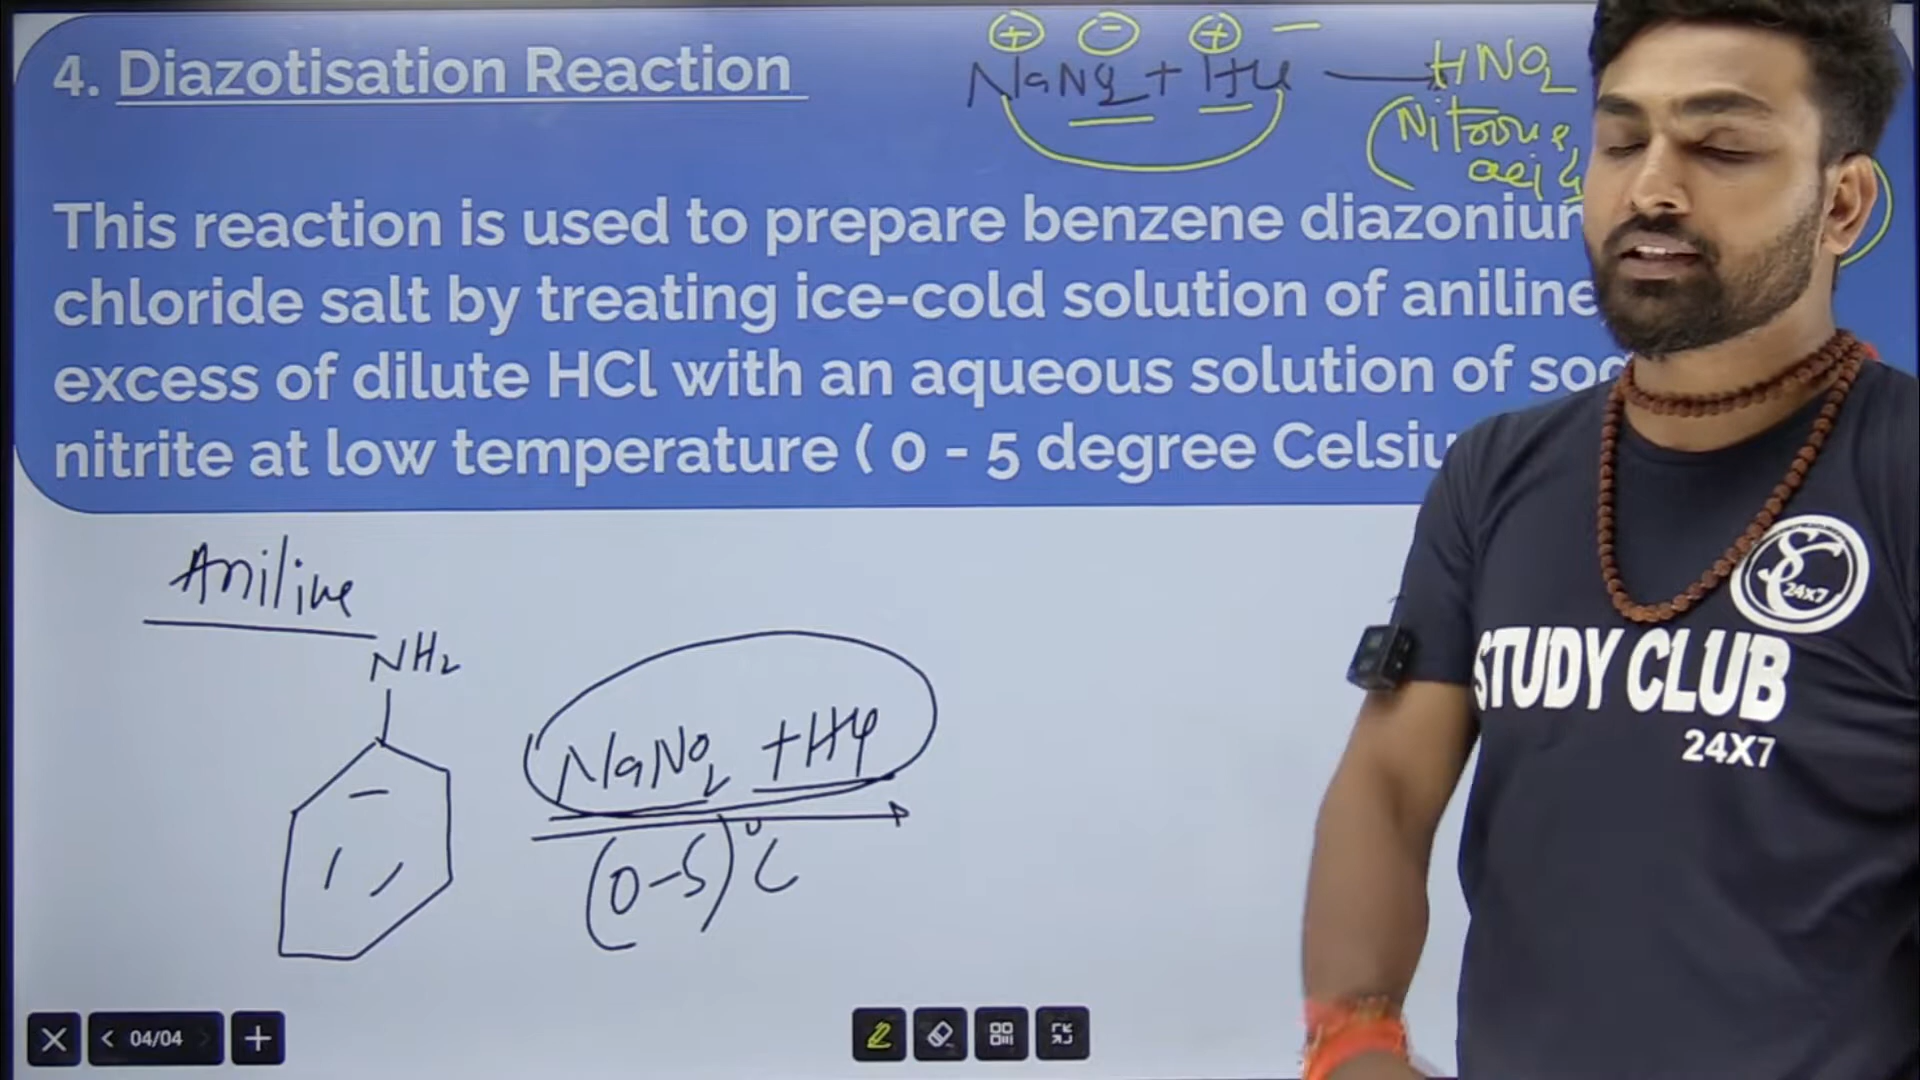 4. Diazotisation Reaction
+ - + -
NaNO2 + HCl → HNO2
(Nitrous
acid
This reaction is used to prepare benzene diazoniu
chloride salt by treating ice-cold solution of aniline
excess of dilute HCl with an aqueous solution of so
nitrite at low temperature ( 0 - 5 degree Celsiu
Aniline
NH2
NaNO2 + HCl
(0-5)°C
SC
24x7
STUDY CLUB
24X7
04/04